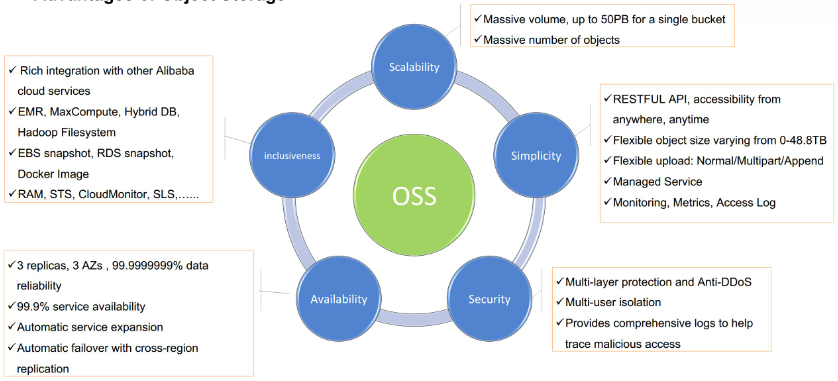 Advantages of Object Storage
✓Massive volume, up to 50PB for a single bucket
✓Massive number of objects
Scalability
✓ Rich integration with other Alibaba
cloud services
✓EMR, MaxCompute, Hybrid DB,
Hadoop Filesystem
✓EBS snapshot, RDS snapshot,
Docker Image
✓RAM, STS, CloudMonitor, SLS,......
inclusiveness
Simplicity
✓RESTFUL API, accessibility from
anywhere, anytime
✓Flexible object size varying from 0-48.8TB
✓Flexible upload: Normal/Multipart/Append
✓Managed Service
✓Monitoring, Metrics, Access Log
OSS
✓3 replicas, 3 AZs , 99.9999999% data
reliability
✓99.9% service availability
✓Automatic service expansion
✓Automatic failover with cross-region
replication
Availability
Security
✓Multi-layer protection and Anti-DDoS
✓Multi-user isolation
✓Provides comprehensive logs to help
trace malicious access